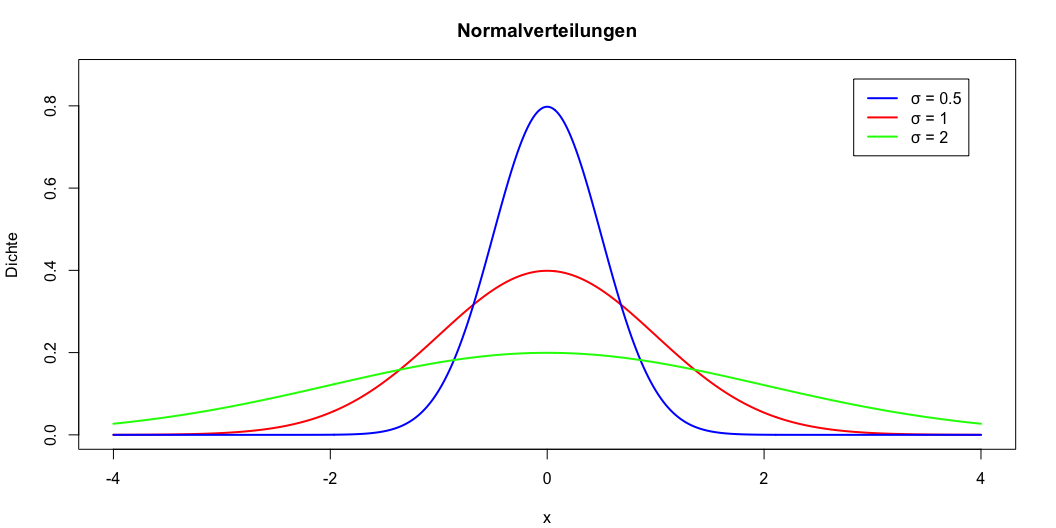 Normalverteilungen
σ = 0.5
σ = 1
σ = 2
Dichte
0.8
0.6
0.4
0.2
0.0
-4 -2 0 2 4
x